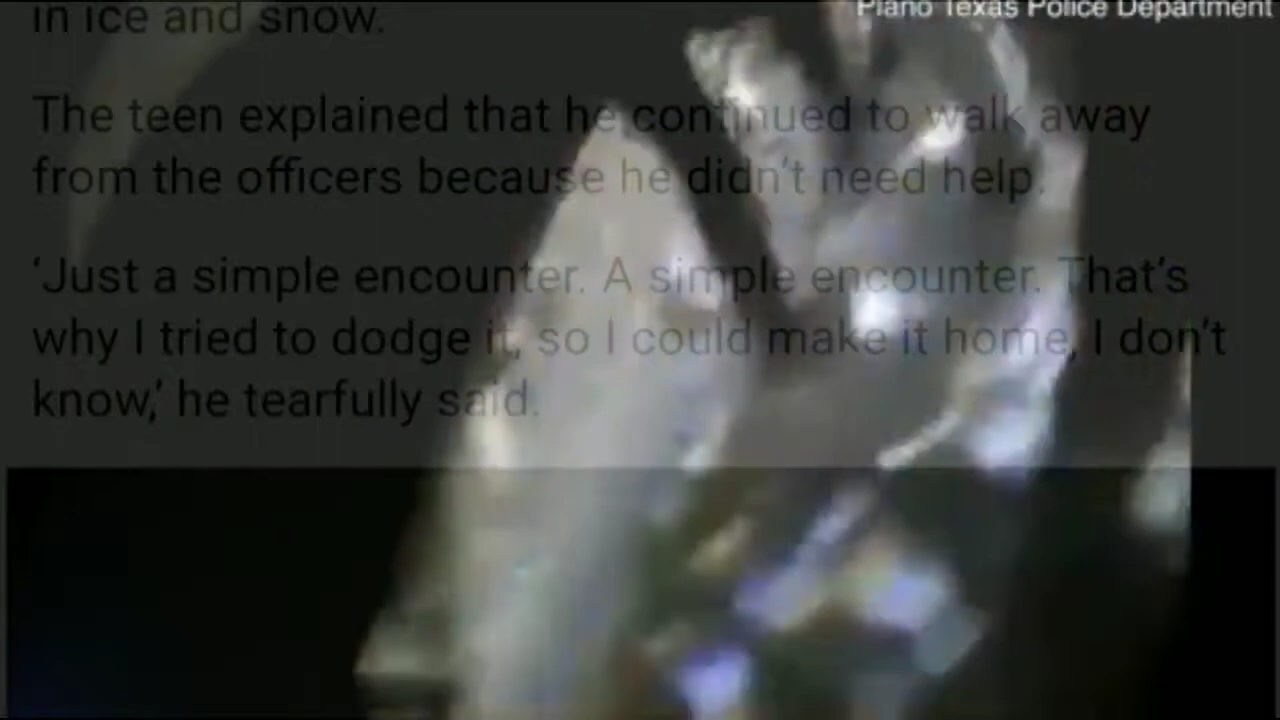 Plano Texas Police Department
in ice and snow.
The teen explained that he continued to walk away
from the officers because he didn’t need help.
‘Just a simple encounter. A simple encounter. That’s
why I tried to dodge it, so I could make it home, I don’t
know,’ he tearfully said.